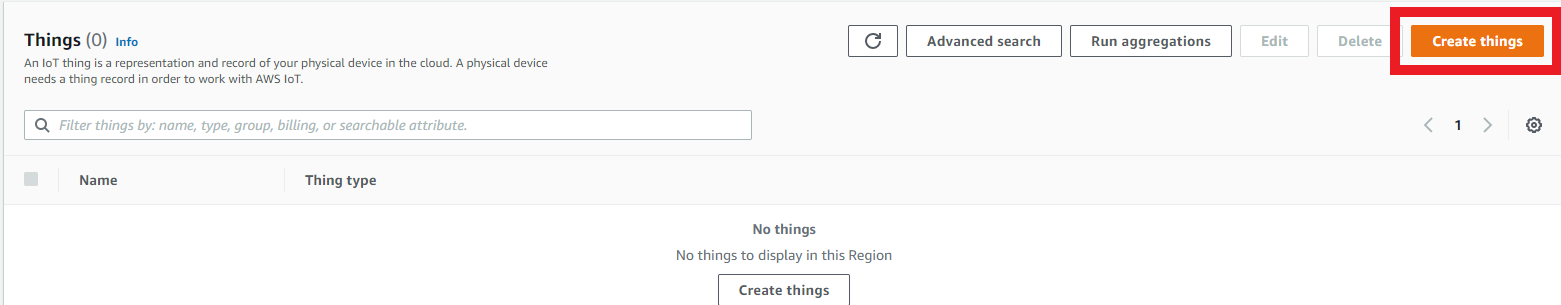 Things (0) Info
Advanced search
Run aggregations
Edit
Delete
Create things
An IoT thing is a representation and record of your physical device in the cloud. A physical device
needs a thing record in order to work with AWS IoT.
Filter things by: name, type, group, billing, or searchable attribute.
1
Name
Thing type
No things
No things to display in this Region
Create things